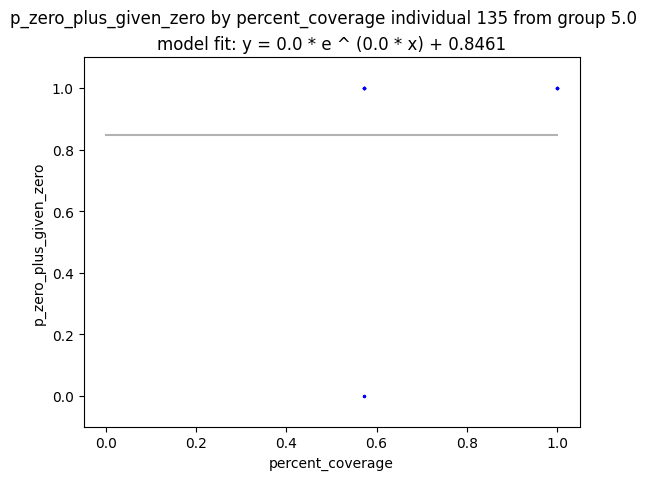 p_zero_plus_given_zero by percent_coverage individual 135 from group 5.0
model fit: y = 0.0 * e ^ (0.0 * x) + 0.8461
p_zero_plus_given_zero
1.0
0.8
0.6
0.4
0.2
0.0
0.0 0.2 0.4 0.6 0.8 1.0
percent_coverage